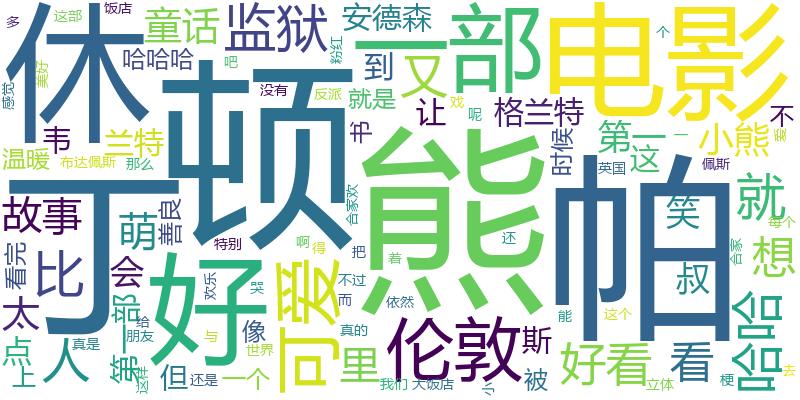 多
这部
饭店
童话
监狱
安德森
休
哈哈哈
粉红
到
一
又
部
电影
个
感觉
美好
吧
没有
反派
戏
就是
让
格兰特
不
爱
韦
兰特
顿
书
呢
第一
一
小熊
温暖
布达佩斯
那么
熊
时候
这
英国
佩斯
丁
帕
故事
萌
善良
合家欢
笑
就
每个
看完
比
会
特别
啊
得
把
着
还
叔
合家
想
好
欢乐
哭
可爱
不过
而
依然
能
这个
太
第一部
给
朋友
与
像
真的
伦敦
斯
哈哈
点
人
真是
世界
里
好看
看
上
这样
但
还是
一个
我们
大饭店
小
被
立体
梗
去